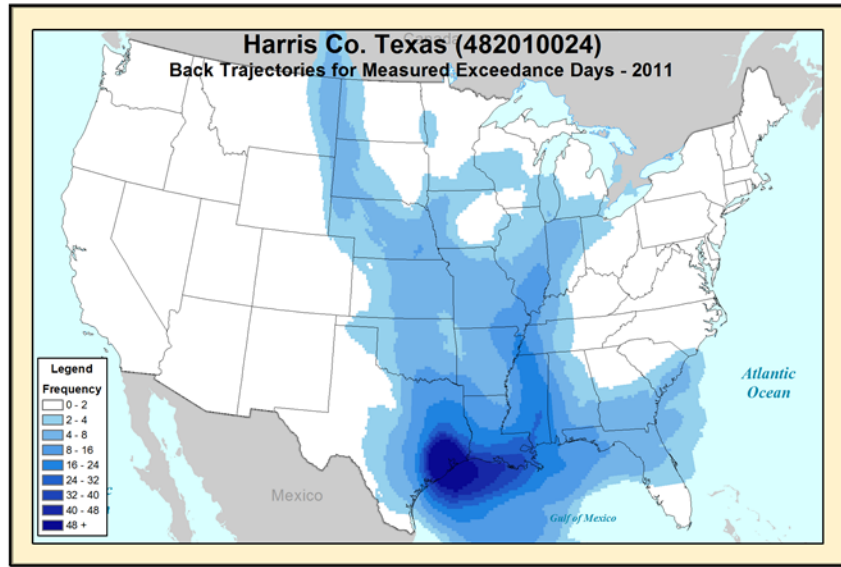 Canada
Harris Co. Texas (482010024)
Back Trajectories for Measured Exceedance Days - 2011
Atlantic
Ocean
Legend
Frequency
0 - 2
2 - 4
4 - 8
8 - 16
16 - 24
24 - 32
32 - 40
40 - 48
48 +
Mexico
Gulf of Mexico